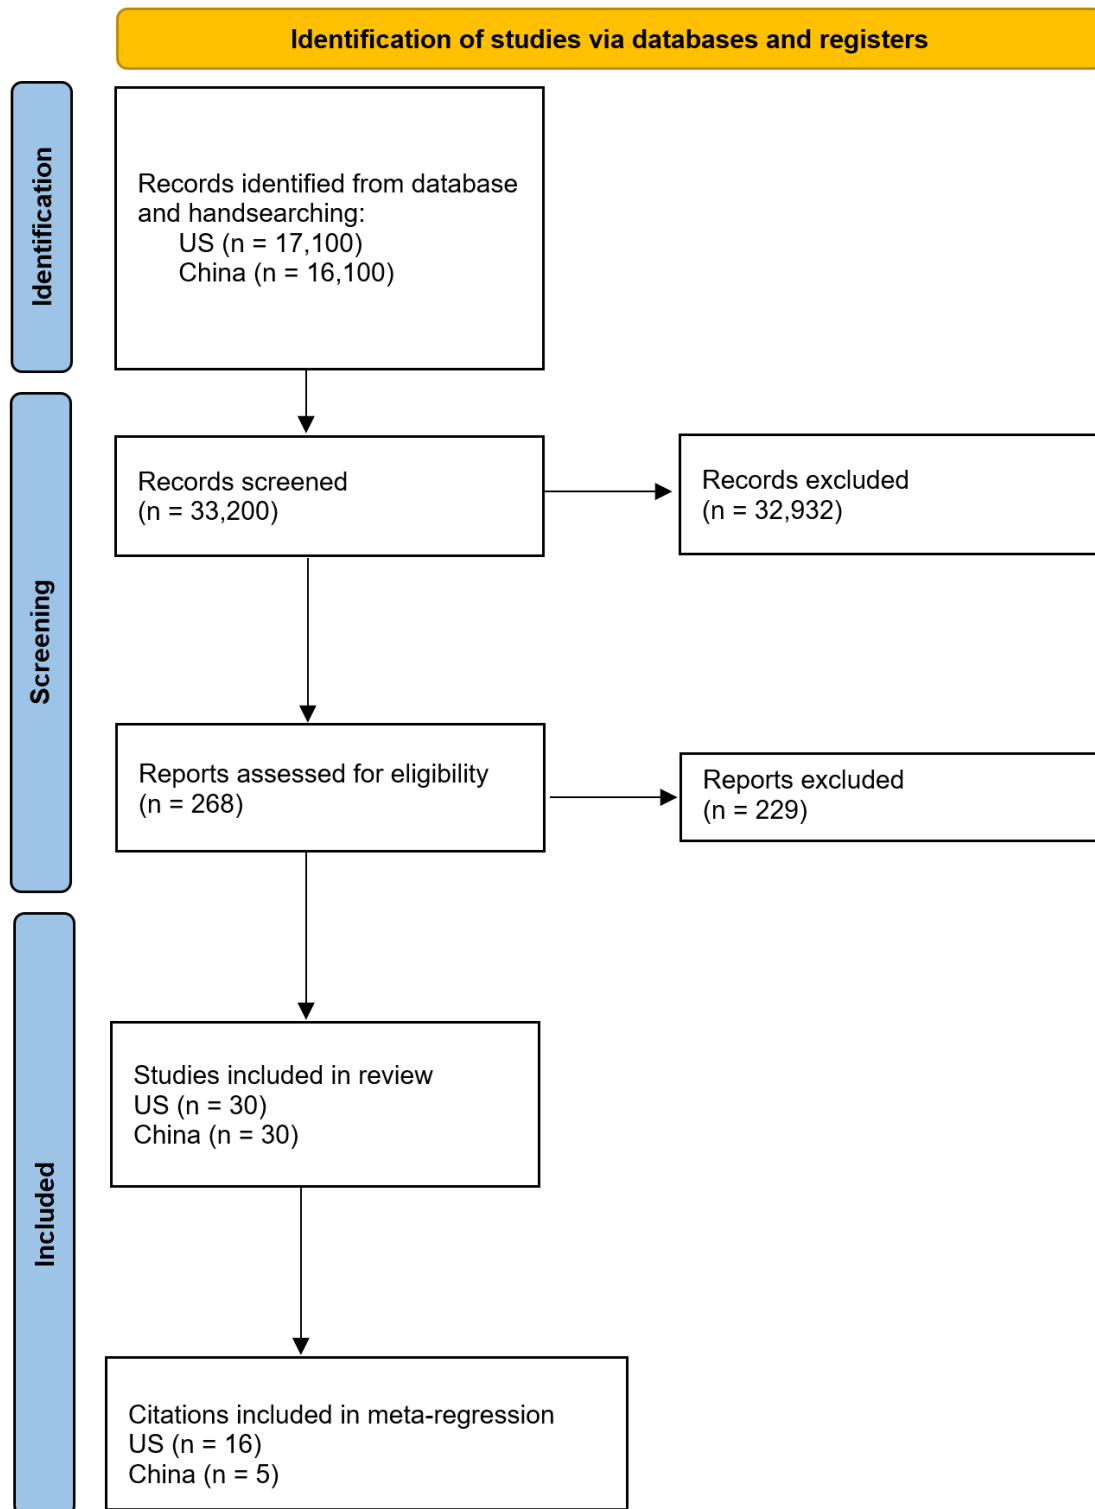 Identification of studies via databases and registers
Identification
Records identified from database
and handsearching:
US (n = 17,100)
China (n = 16,100)
Screening
Records screened
(n = 33,200)
Records excluded
(n = 32,932)
Reports assessed for eligibility
(n = 268)
Reports excluded
(n = 229)
Included
Studies included in review
US (n = 30)
China (n = 30)
Citations included in meta-regression
US (n = 16)
China (n = 5)